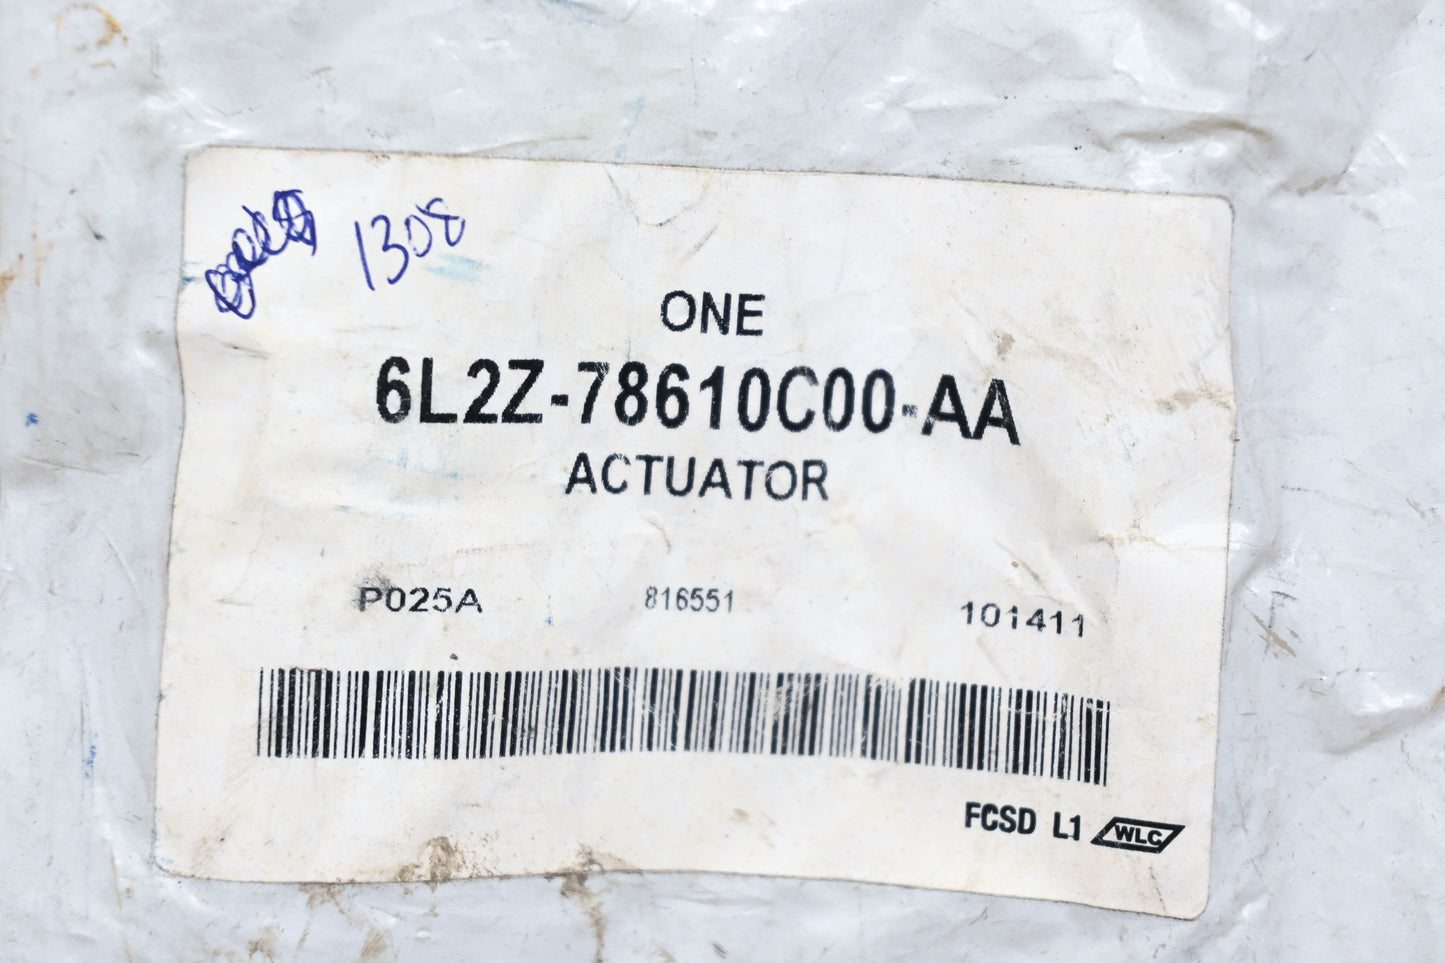 1308
ONE
6L2Z-78610C00-AA
ACTUATOR
P025A 816551 101411
FCSD L1 WLC